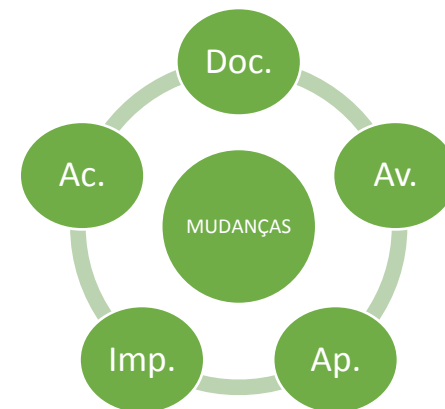 Doc.
Av.
Ap.
Imp.
Ac.
MUDANÇAS